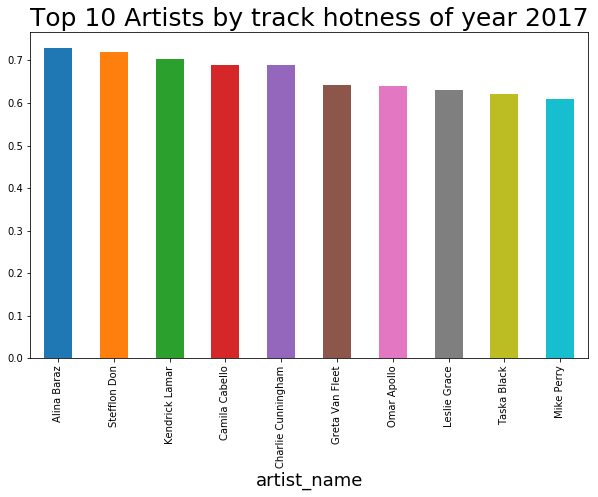 Top 10 Artists by track hotness of year 2017
0.7
0.6
0.5
0.4
0.3
0.2
0.1
0.0
Alina Baraz
Stefflon Don
Kendrick Lamar
Camila Cabello
Charlie Cunningham
Greta Van Fleet
Omar Apollo
Leslie Grace
Taska Black
Mike Perry
artist_name